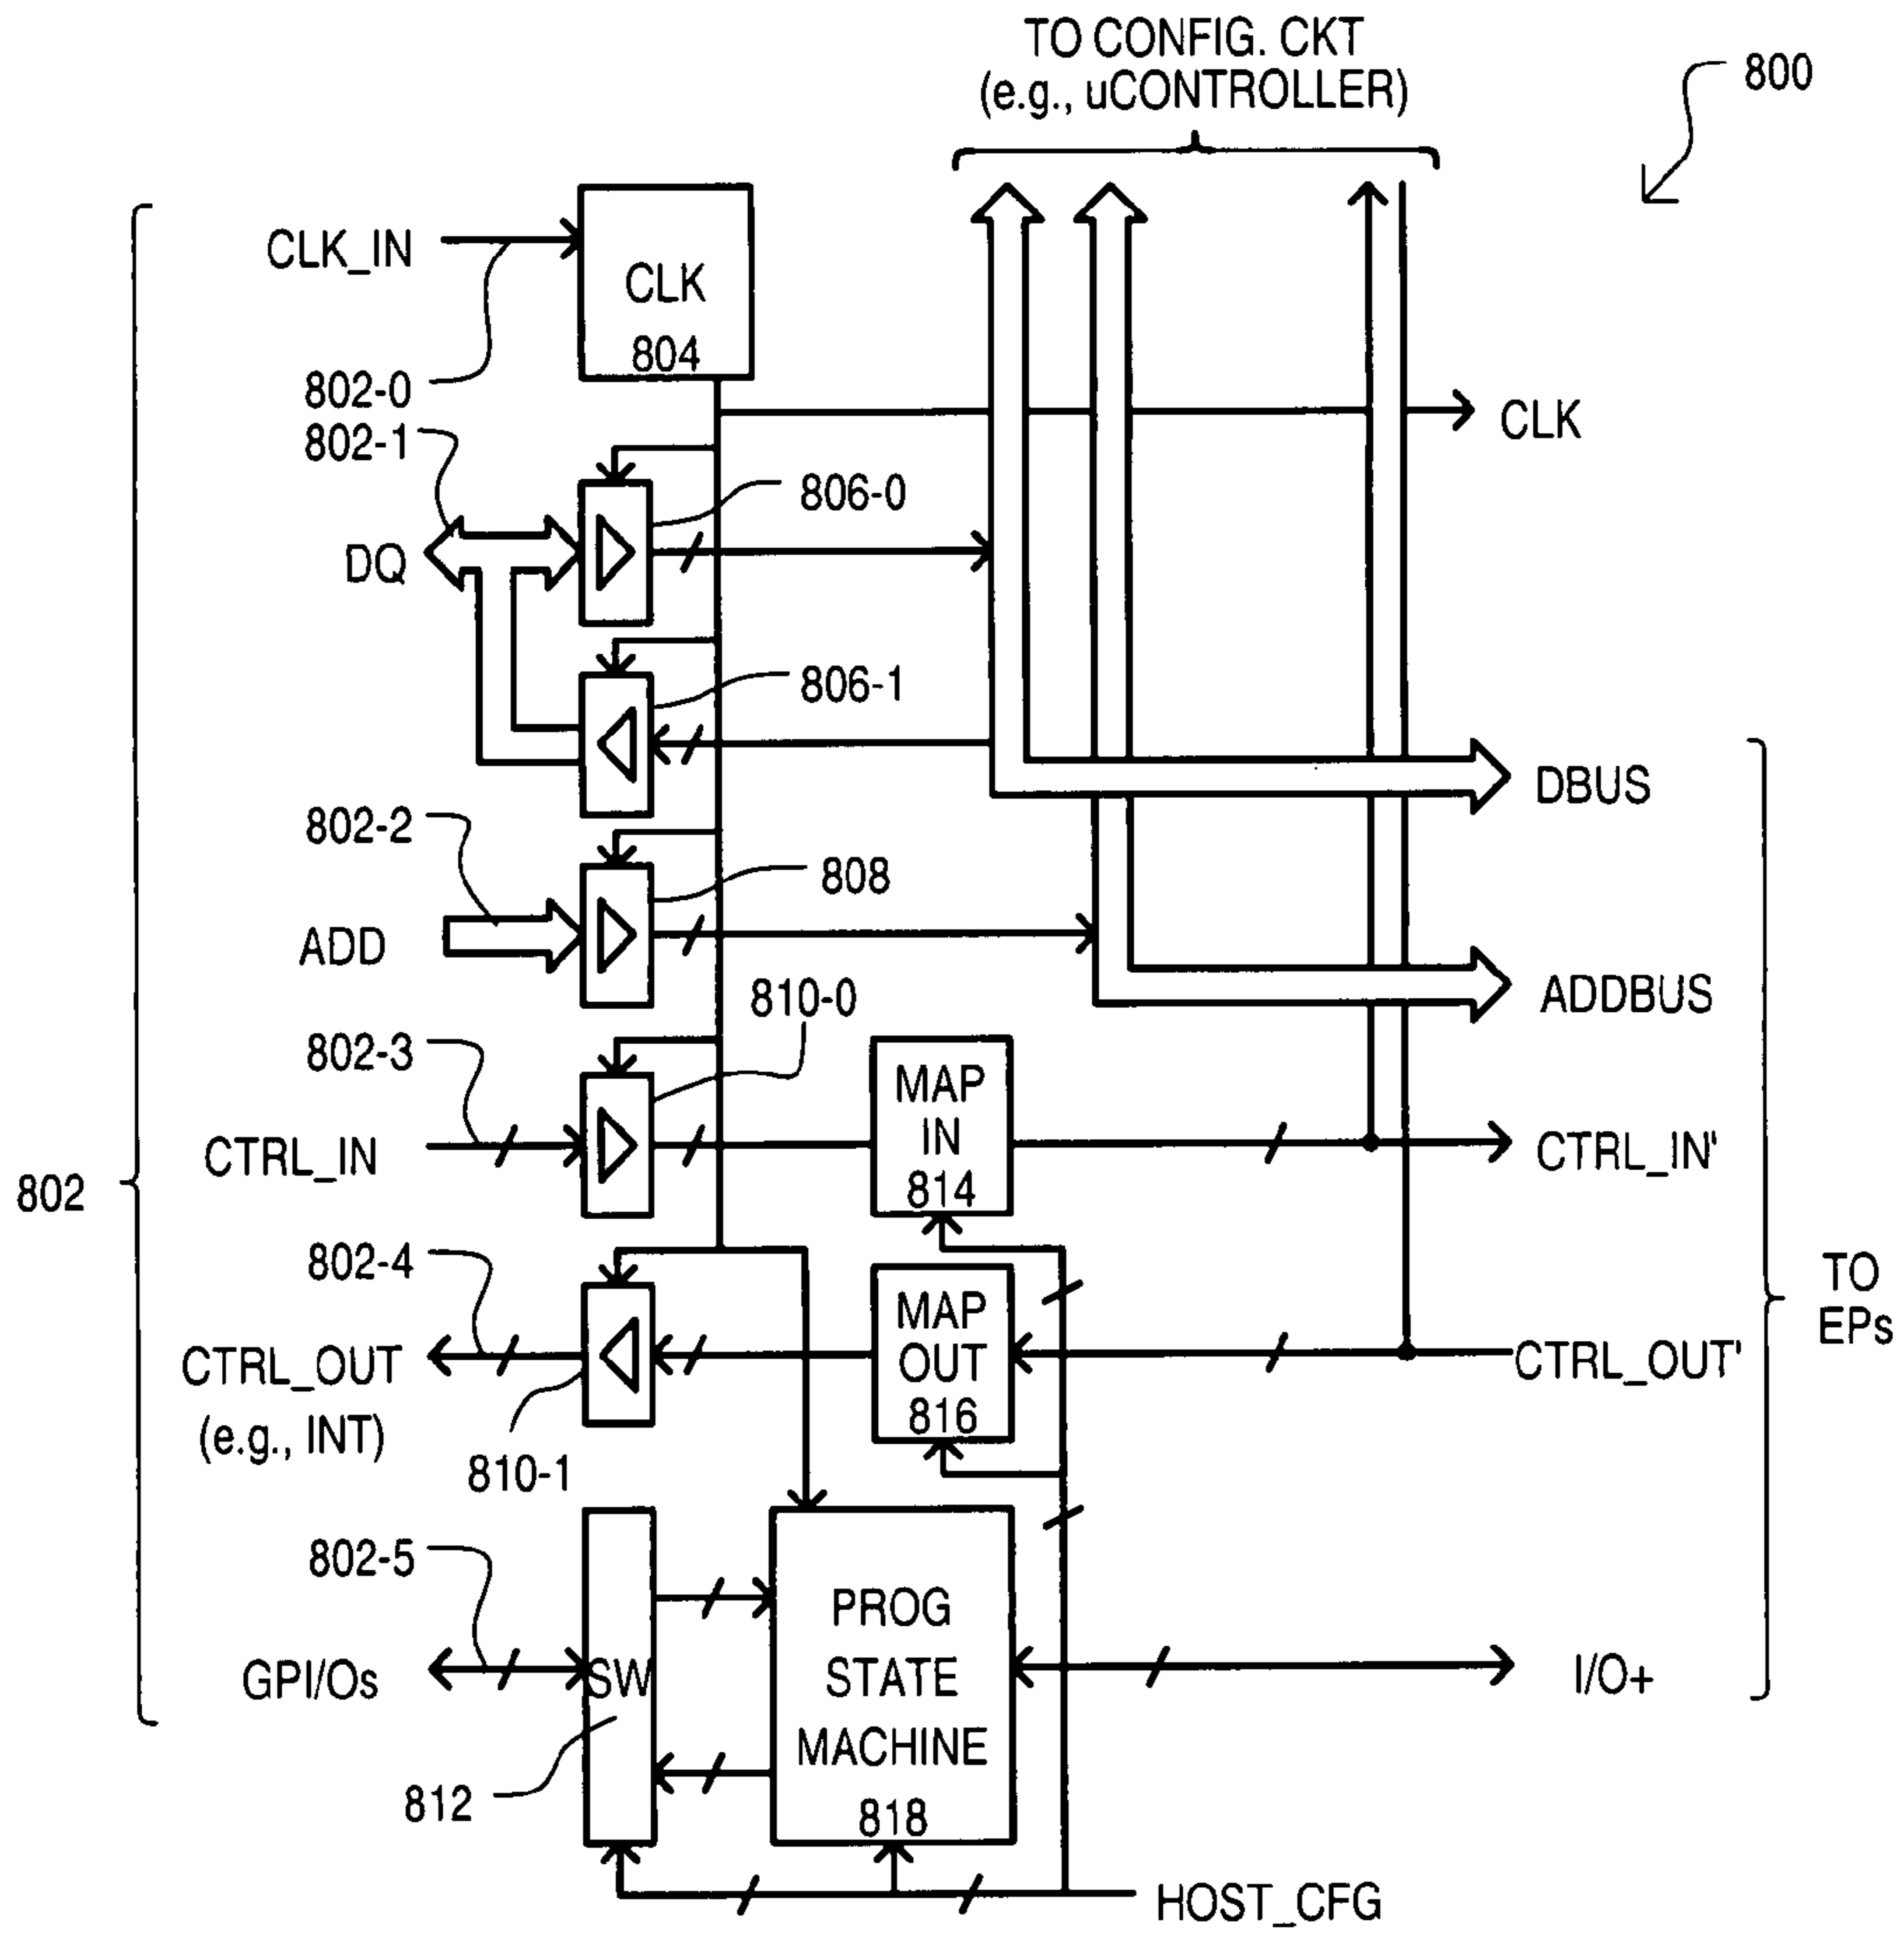 TO CONFIG. CKT
(e.g., uCONTROLLER)
800
CLK_IN
CLK
804
802-0
802-1
CLK
806-0
DQ
806-1
802-2
DBUS
808
ADD
810-0
ADDBUS
802-3
MAP
IN
814
CTRL_IN
CTRL_IN'
802
802-4
MAP
OUT
816
TO
EPs
CTRL_OUT
(e.g., INT)
CTRL_OUT'
810-1
802-5
PROG
STATE
MACHINE
818
GPI/Os
SW
I/O+
812
HOST_CFG